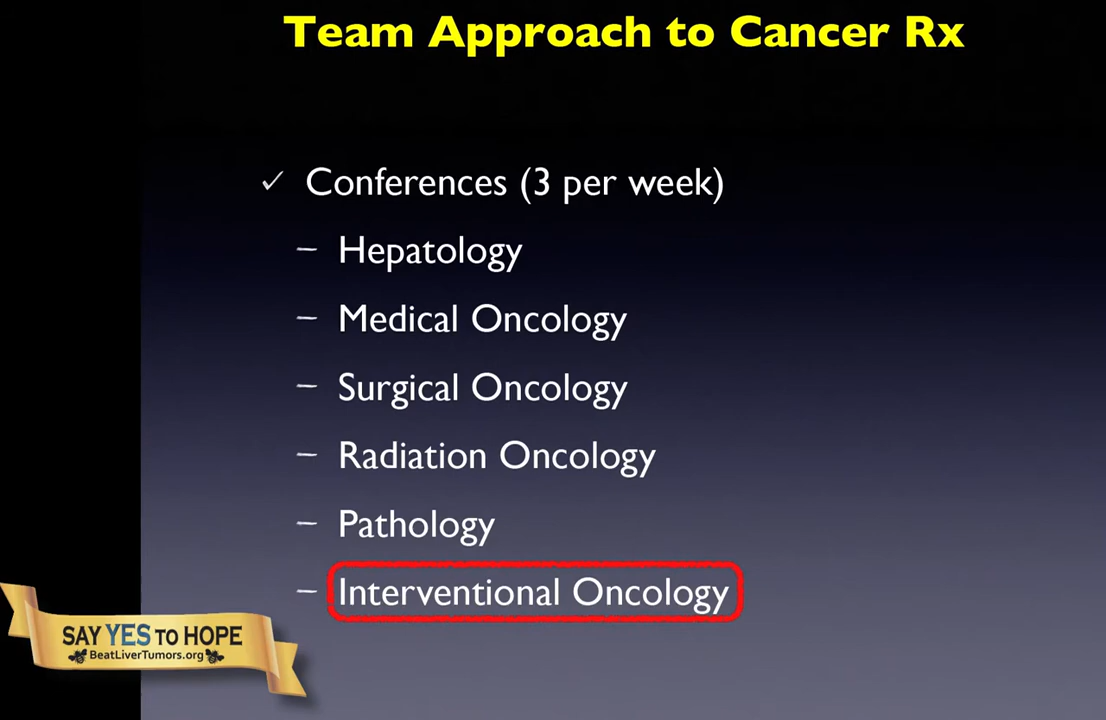 Team Approach to Cancer Rx
✓ Conferences (3 per week)
– Hepatology
– Medical Oncology
– Surgical Oncology
– Radiation Oncology
– Pathology
– Interventional Oncology
SAY YES TO HOPE
BeatLiverTumors.org